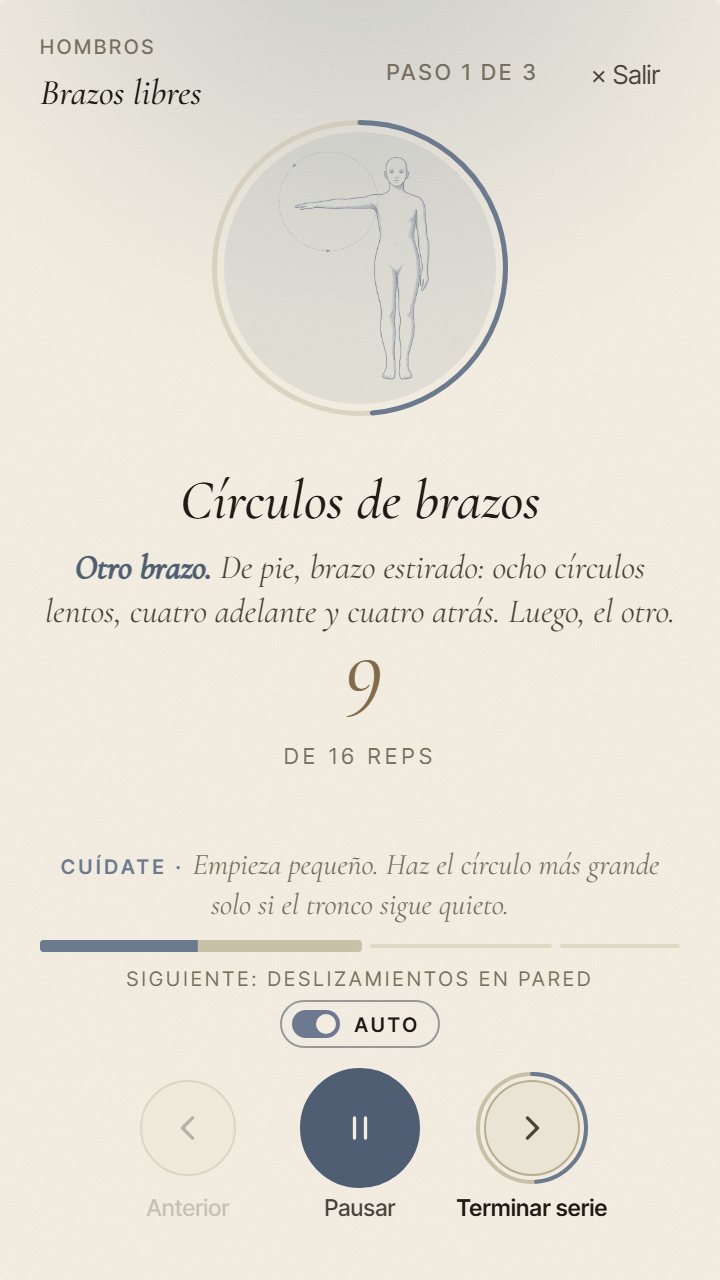 HOMBROS
Brazos libres
PASO 1 DE 3
× Salir
Círculos de brazos
Otro brazo. De pie, brazo estirado: ocho círculos
lentos, cuatro adelante y cuatro atrás. Luego, el otro.
9
DE 16 REPS
CUÍDATE · Empieza pequeño. Haz el círculo más grande
solo si el tronco sigue quieto.
SIGUIENTE: DESLIZAMIENTOS EN PARED
AUTO
Anterior
Pausar
Terminar serie